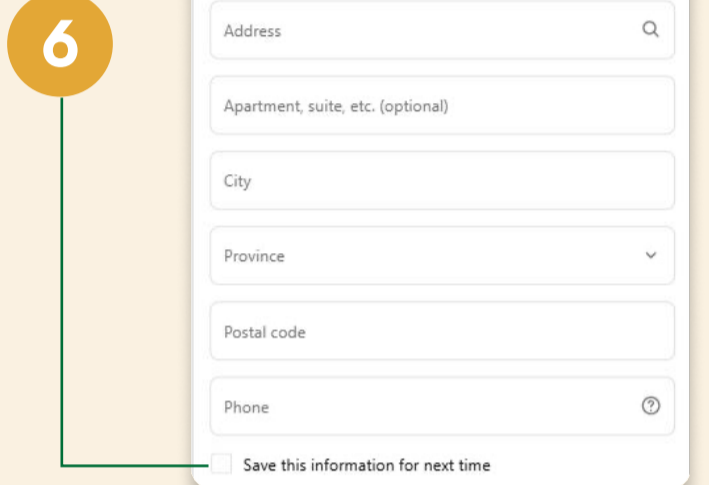 6
Address
Apartment, suite, etc. (optional)
City
Province
Postal code
Phone
Save this information for next time